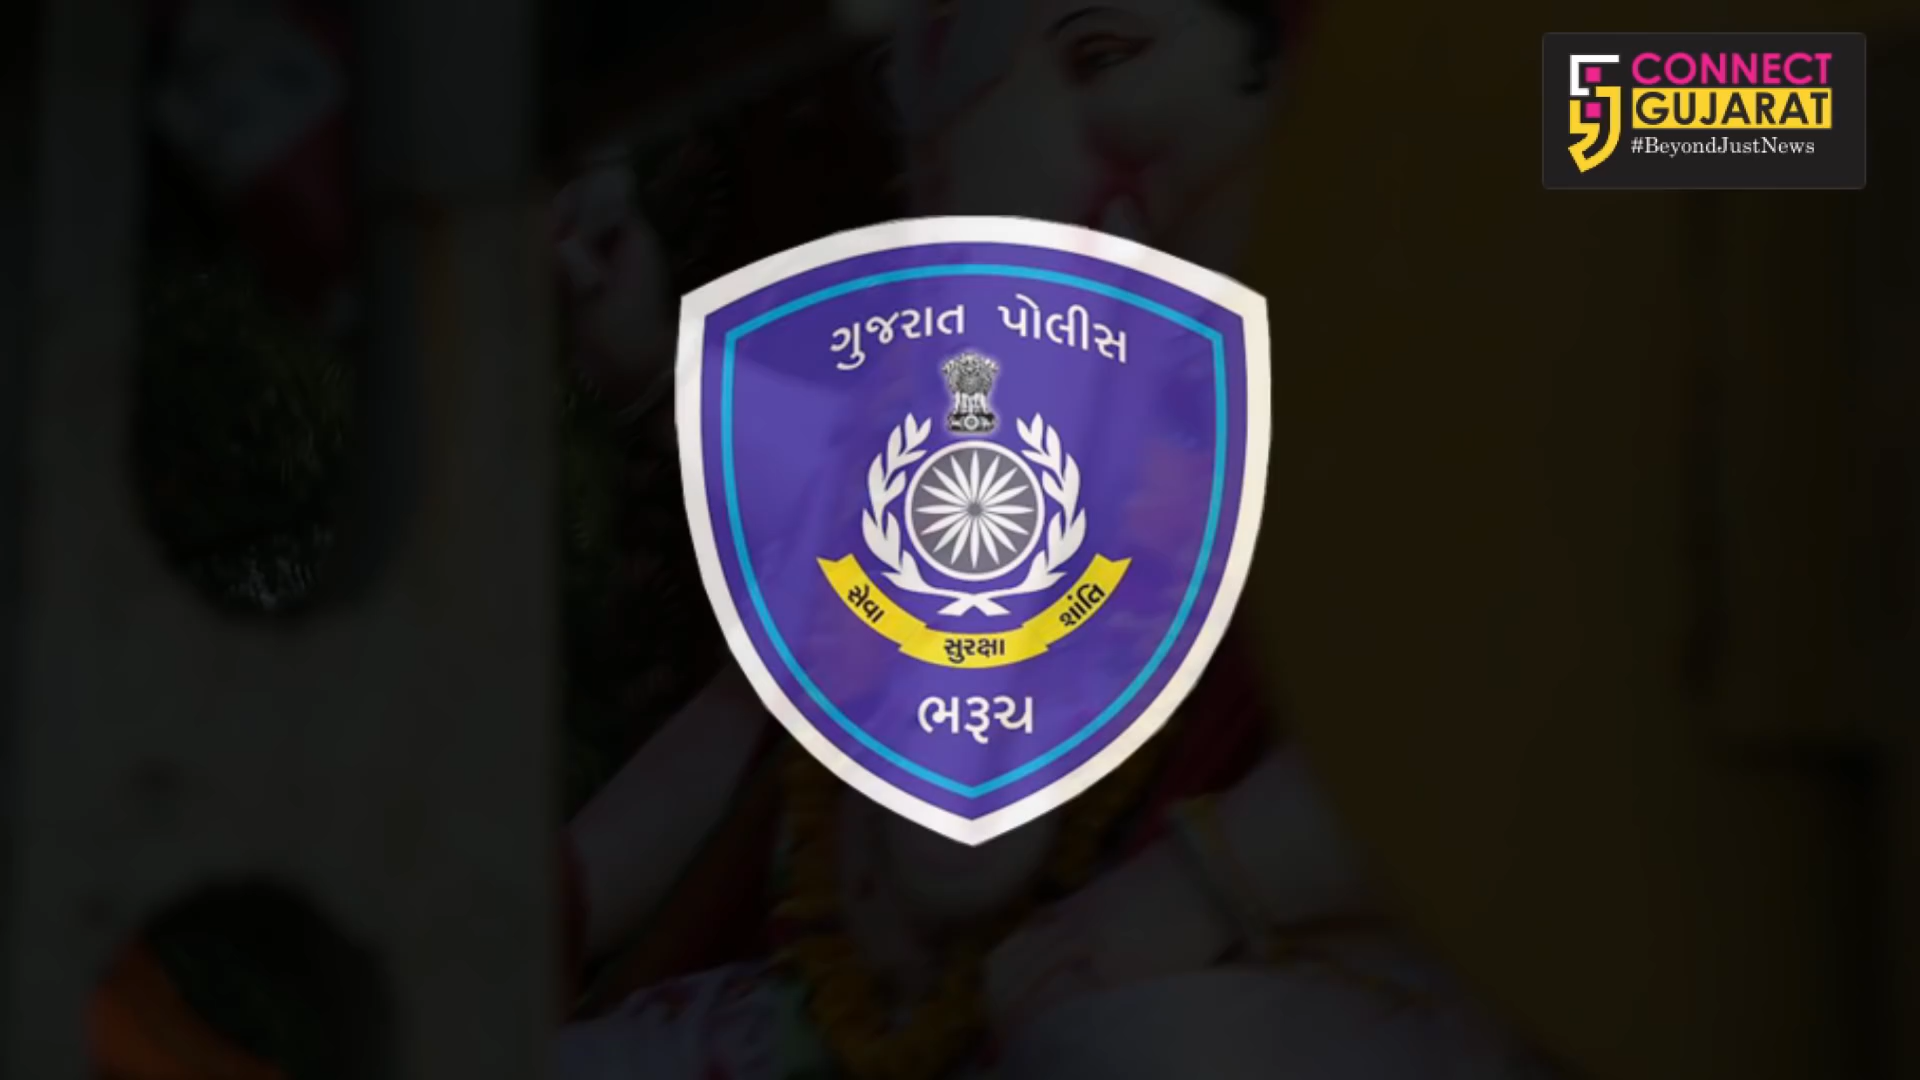 CONNECT
GUJARAT
#BeyondJustNews
ગુજરાત પોલીસ
સેવા સુરક્ષા શાંતિ
ભરૂચ